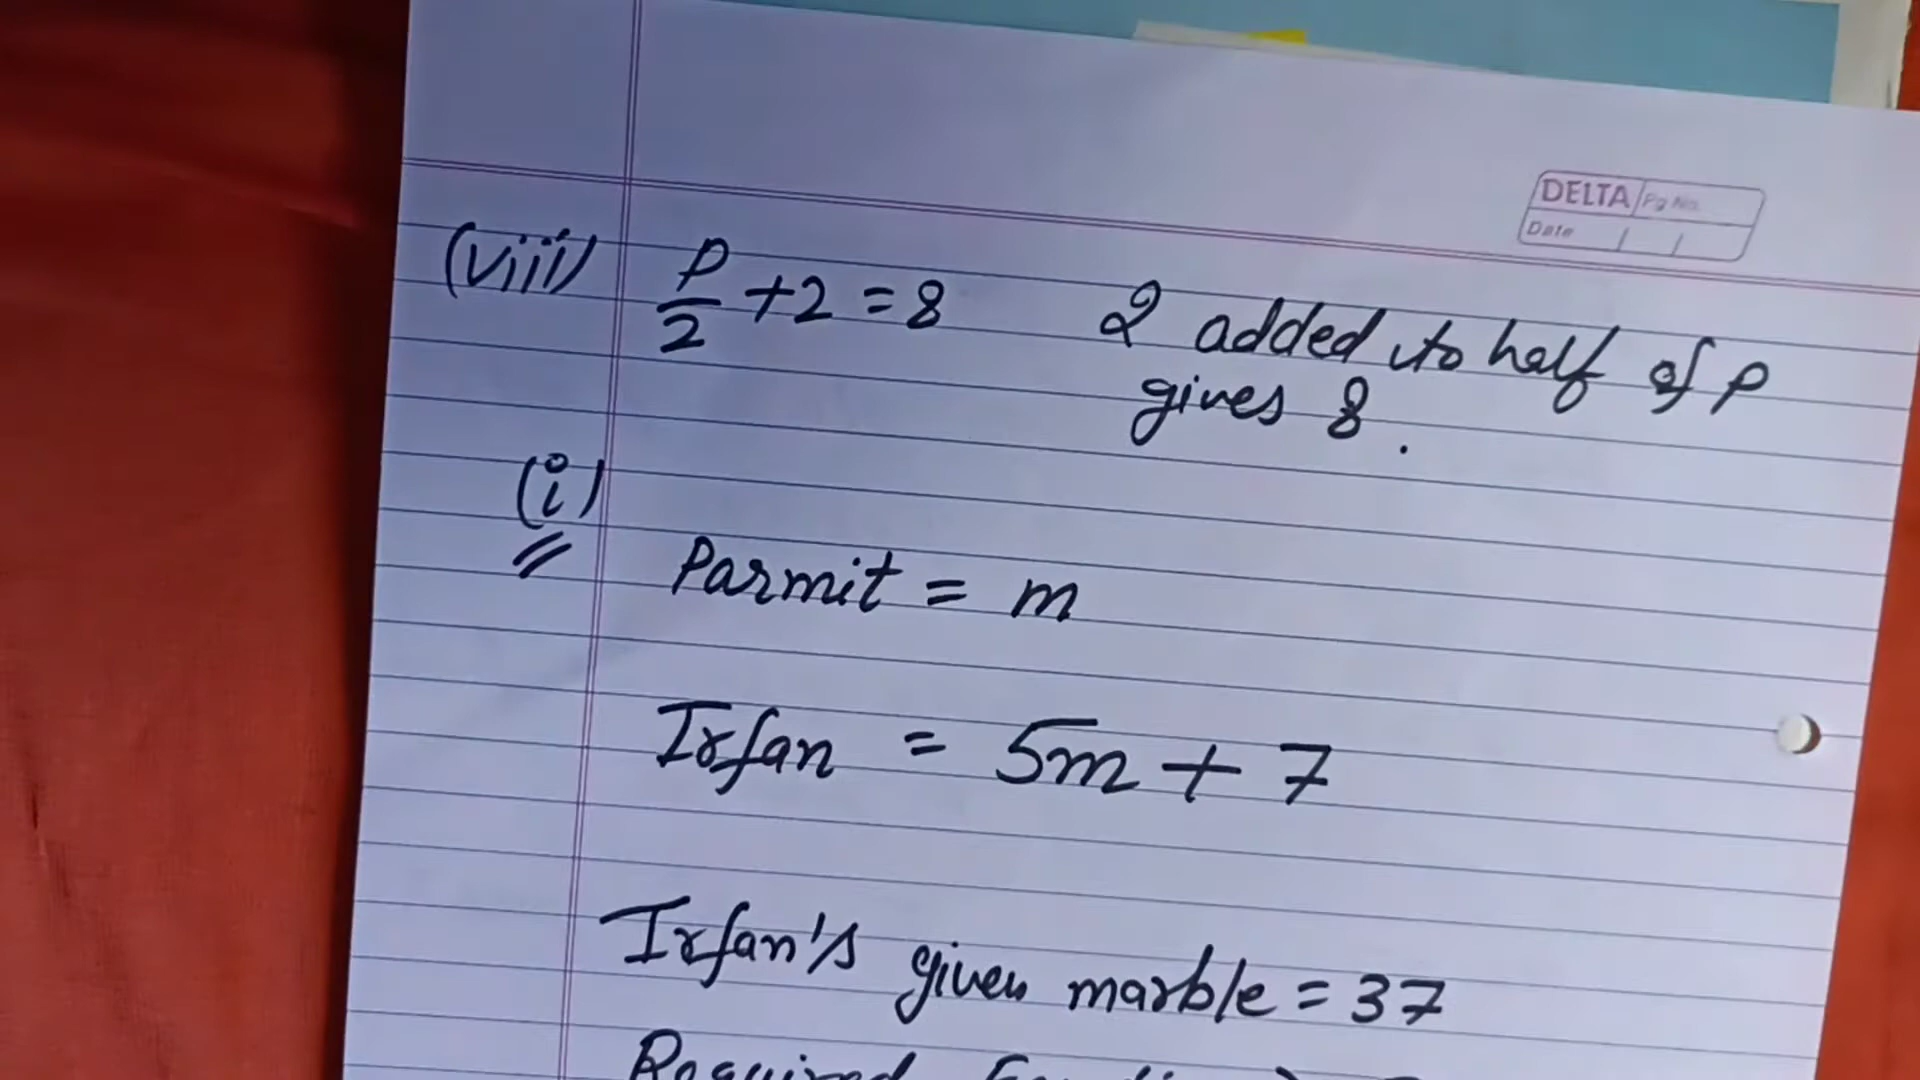 DELTA Pg No.
Date / /
(viii) p/2 + 2 = 8 2 added to half of p
gives 8.
(i)
Parmit = m
Irfan = 5m + 7
Irfan's given marble = 37
Required